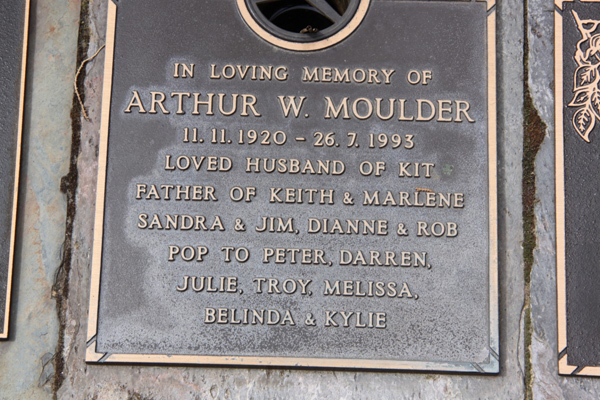 IN LOVING MEMORY OF
ARTHUR W. MOULDER
11. 11. 1920 - 26. 7. 1993
LOVED HUSBAND OF KIT
FATHER OF KEITH & MARLENE
SANDRA & JIM, DIANNE & ROB
POP TO PETER, DARREN,
JULIE, TROY, MELISSA,
BELINDA & KYLIE